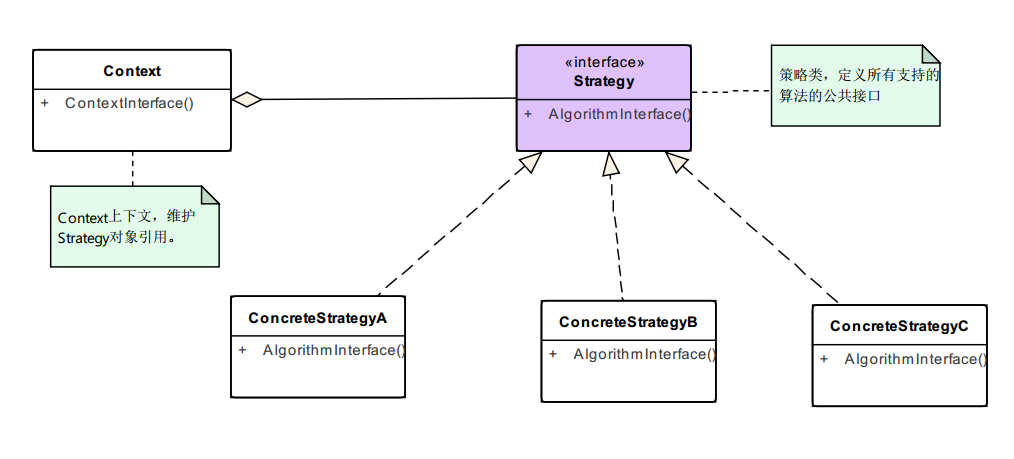 Context
+ ContextInterface()
«interface»
Strategy
+ AlgorithmInterface()
策略类，定义所有支持的
算法的公共接口
Context上下文，维护
Strategy对象引用。
ConcreteStrategyA
+ AlgorithmInterface()
ConcreteStrategyB
+ AlgorithmInterface()
ConcreteStrategyC
+ AlgorithmInterface()